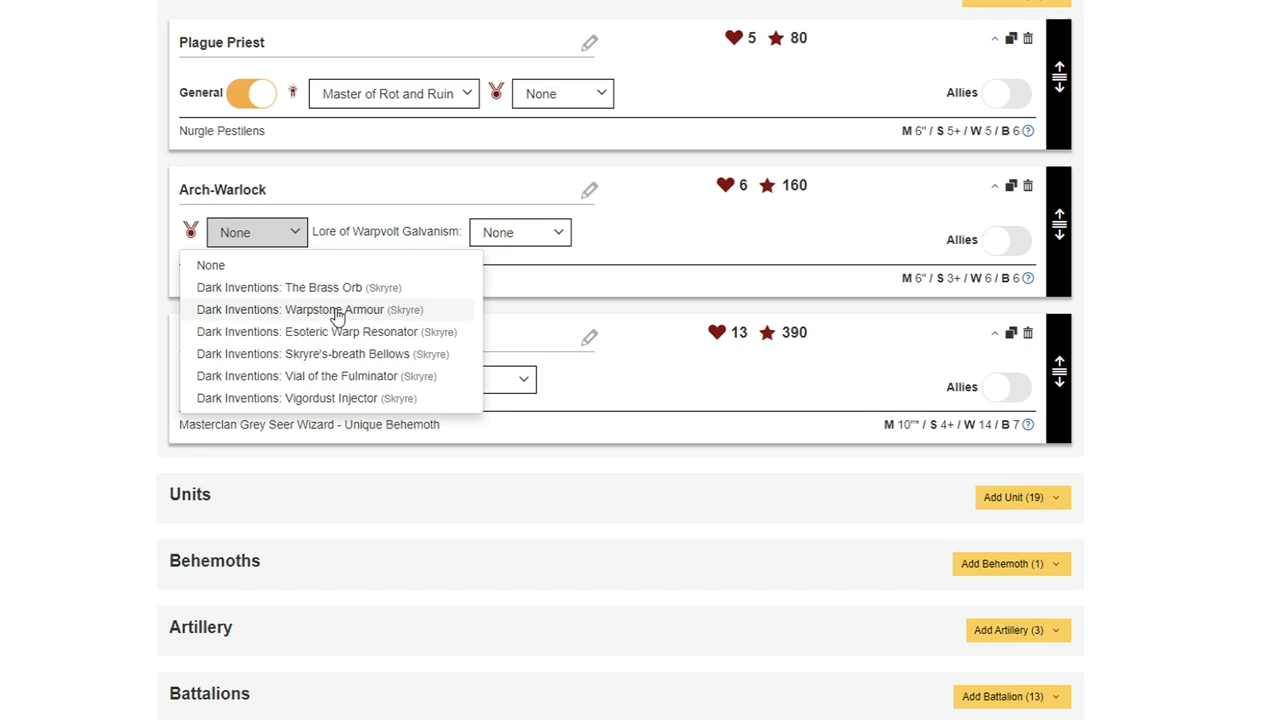 Plague Priest
5 80
General Master of Rot and Ruin None Allies
Nurgle Pestilens M 6" / S 5+ / W 5 / B 6 ?
Arch-Warlock
6 160
None Lore of Warpvolt Galvanism: None Allies
None
Dark Inventions: The Brass Orb (Skryre)
M 6" / S 3+ / W 6 / B 6 ?
Dark Inventions: Warpstone Armour (Skryre)
Dark Inventions: Esoteric Warp Resonator (Skryre)
13 390
Dark Inventions: Skryre's-breath Bellows (Skryre)
Dark Inventions: Vial of the Fulminator (Skryre)
Allies
Dark Inventions: Vigordust Injector (Skryre)
Masterclan Grey Seer Wizard - Unique Behemoth M 10"* / S 4+ / W 14 / B 7 ?
Units Add Unit (19)
Behemoths Add Behemoth (1)
Artillery Add Artillery (3)
Battalions Add Battalion (13)